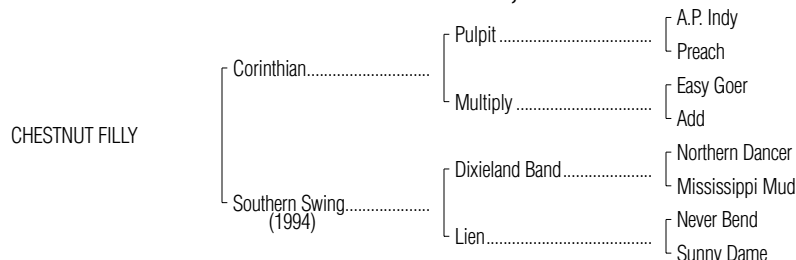 A.P. Indy
Pulpit
Preach
Corinthian
Easy Goer
Multiply
Add
CHESTNUT FILLY
Northern Dancer
Dixieland Band
Mississippi Mud
Southern Swing
(1994)
Never Bend
Lien
Sunny Dame